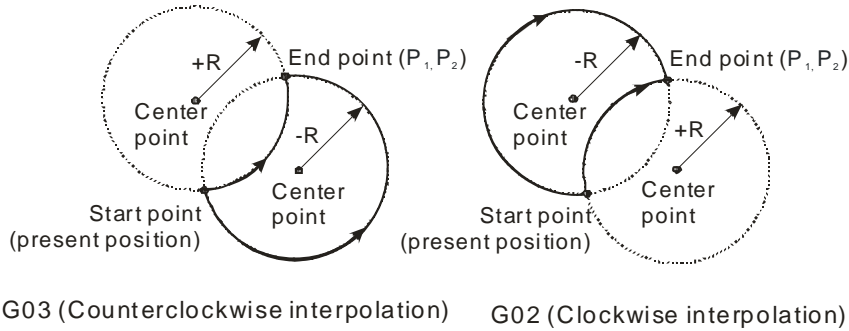 +R
End point (P₁, P₂)
Center
point
-R
Center
point
Start point
(present position)
G03 (Counterclockwise interpolation)
-R
End point (P₁, P₂)
Center
point
+R
Center
point
Start point
(present position)
G02 (Clockwise interpolation)